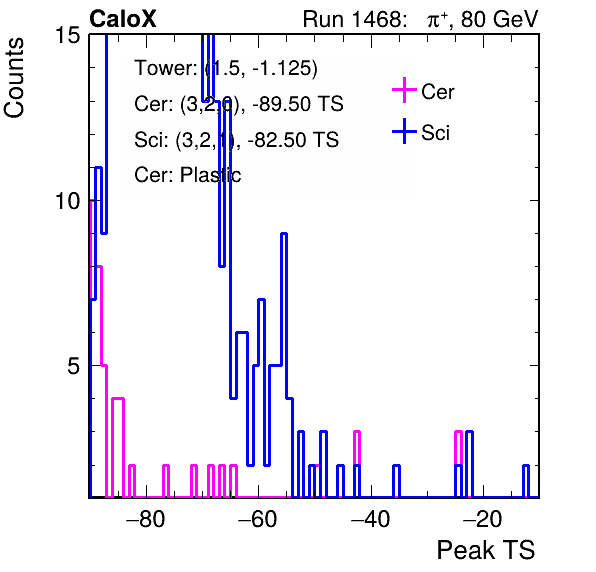 CaloX Run 1468: π⁺, 80 GeV
Counts
15
10
5
Tower: (1.5, -1.125)
Cer: (3,2,0), -89.50 TS
Sci: (3,2,1), -82.50 TS
Cer: Plastic
Cer
Sci
−80 −60 −40 −20
Peak TS